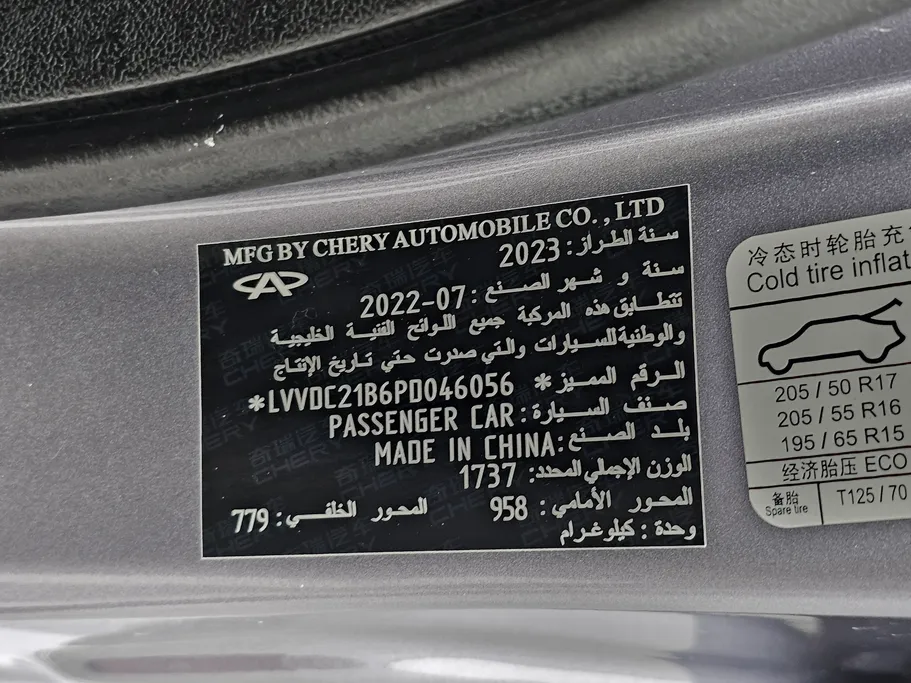 MFG BY CHERY AUTOMOBILE CO. , LTD
سنة الطراز: 2023
سنة و شهر الصنع: 2022-07
تتطابق هذه المركبة جميع اللوائح الفنية الخليجية
والوطنية للسيارات والتي صدرت حتي تاريخ الإنتاج
الرقم المميز: *LVVDC21B6PD046056*
صنف السيارة: PASSENGER CAR
بلد الصنع: MADE IN CHINA
الوزن الإجمالي المحدد: 1737
المحور الأمامي: 958 المحور الخلفي: 779
وحدة: كيلوغرام
冷态时轮胎充
Cold tire inflat
205 / 50 R17
205 / 55 R16
195 / 65 R15
经济胎压 ECO
备胎 T125 / 70
Spare tire